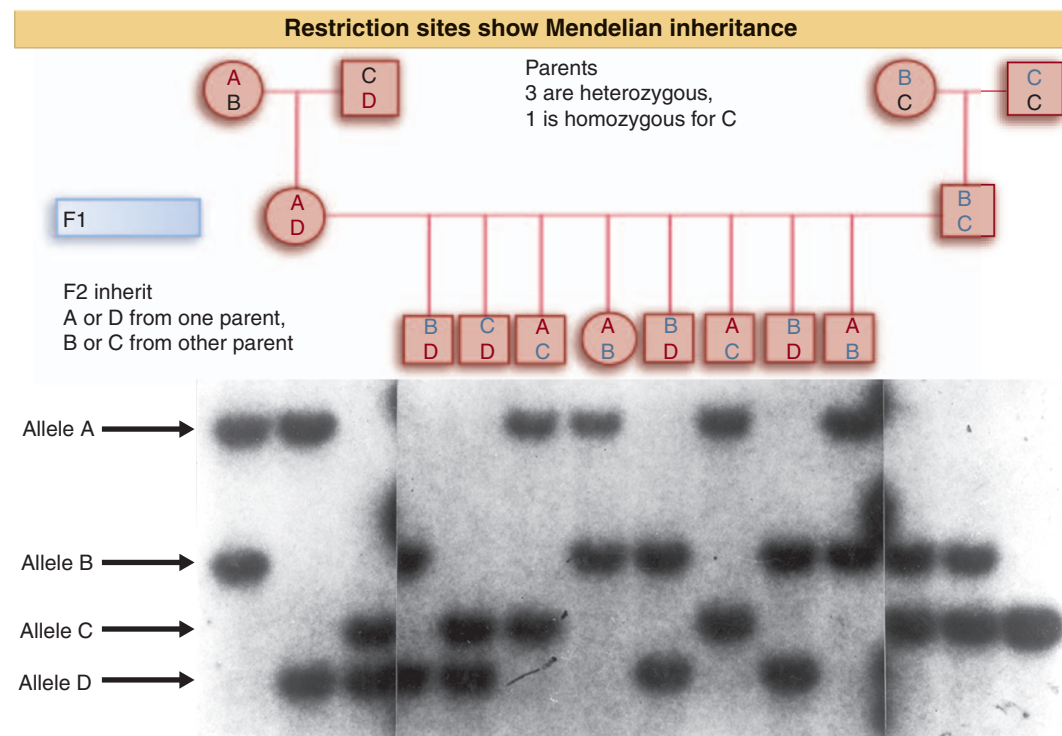 Restriction sites show Mendelian inheritance
A
B
C
D
Parents
3 are heterozygous,
1 is homozygous for C
B
C
C
C
F1
A
D
B
C
F2 inherit
A or D from one parent,
B or C from other parent
B
D
C
D
A
C
A
B
B
D
A
C
B
D
A
B
Allele A
Allele B
Allele C
Allele D